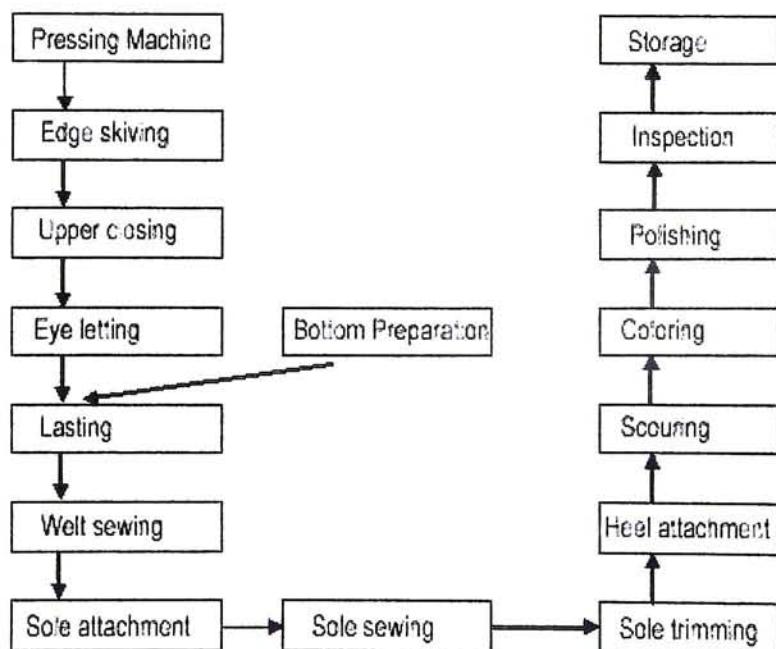 Pressing Machine
Edge skiving
Upper closing
Eye letting
Bottom Preparation
Lasting
Welt sewing
Sole attachment
Sole sewing
Sole trimming
Heel attachment
Scouring
Coloring
Polishing
Inspection
Storage